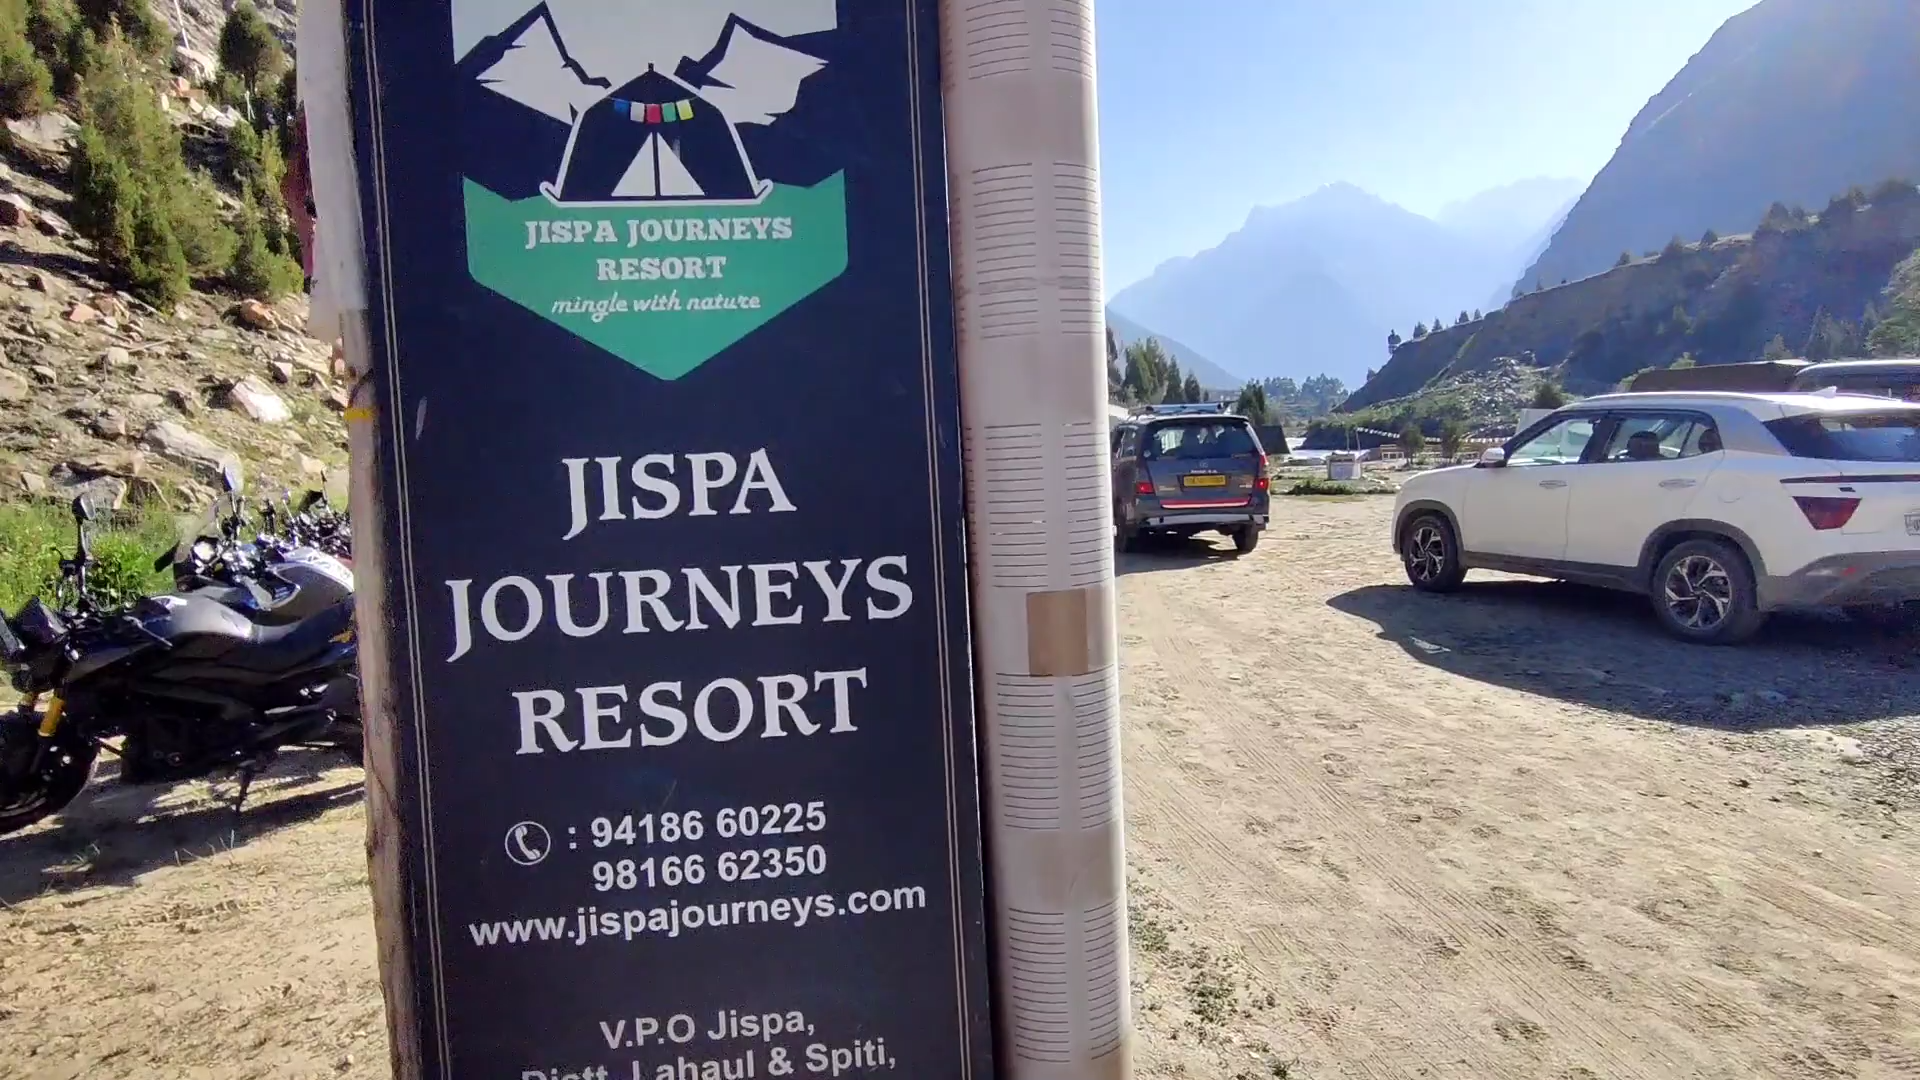 JISPA JOURNEYS
RESORT
mingle with nature
JISPA
JOURNEYS
RESORT
: 94186 60225
98166 62350
www.jispajourneys.com
V.P.O Jispa,
Distt. Lahaul & Spiti,